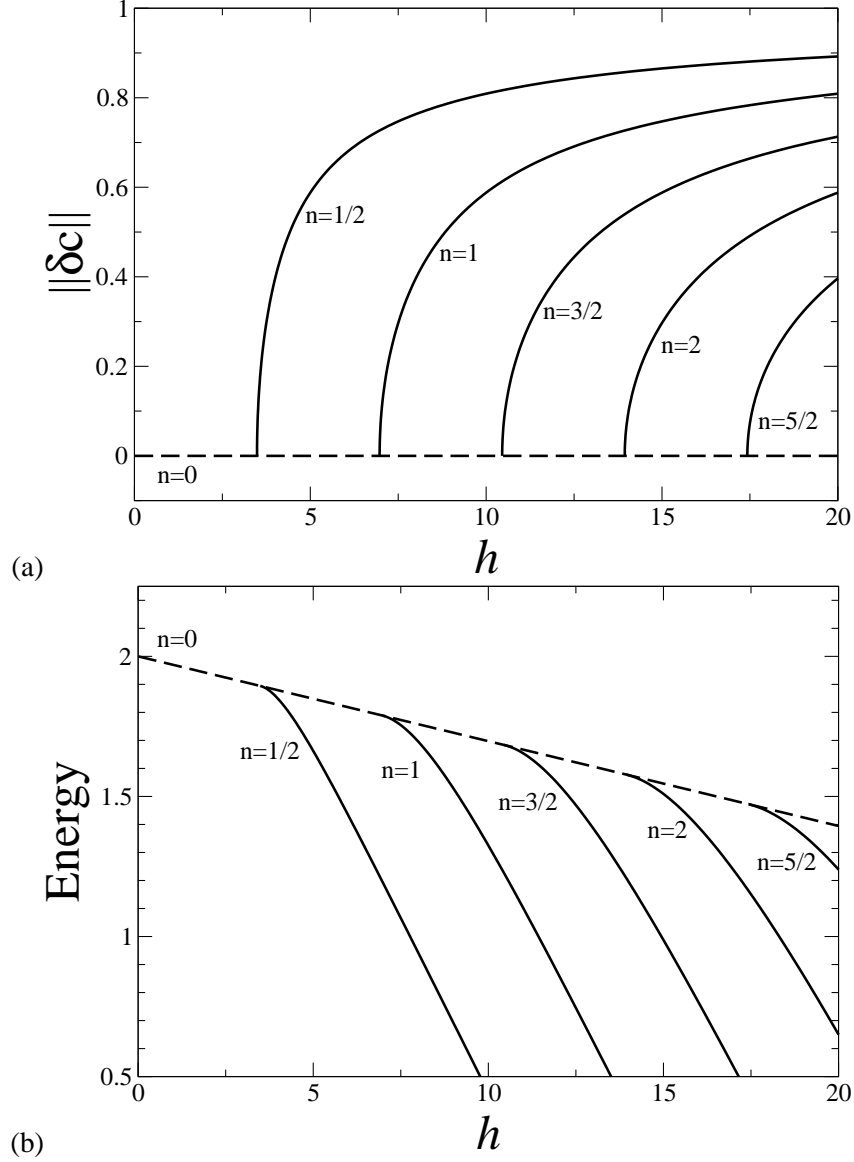 1
0.8
0.6
0.4
0.2
0
||δc||
n=1/2
n=1
n=3/2
n=2
n=5/2
n=0
0 5 10 15 20
h
(a)
2
1.5
1
0.5
Energy
n=0
n=1/2
n=1
n=3/2
n=2
n=5/2
0 5 10 15 20
h
(b)